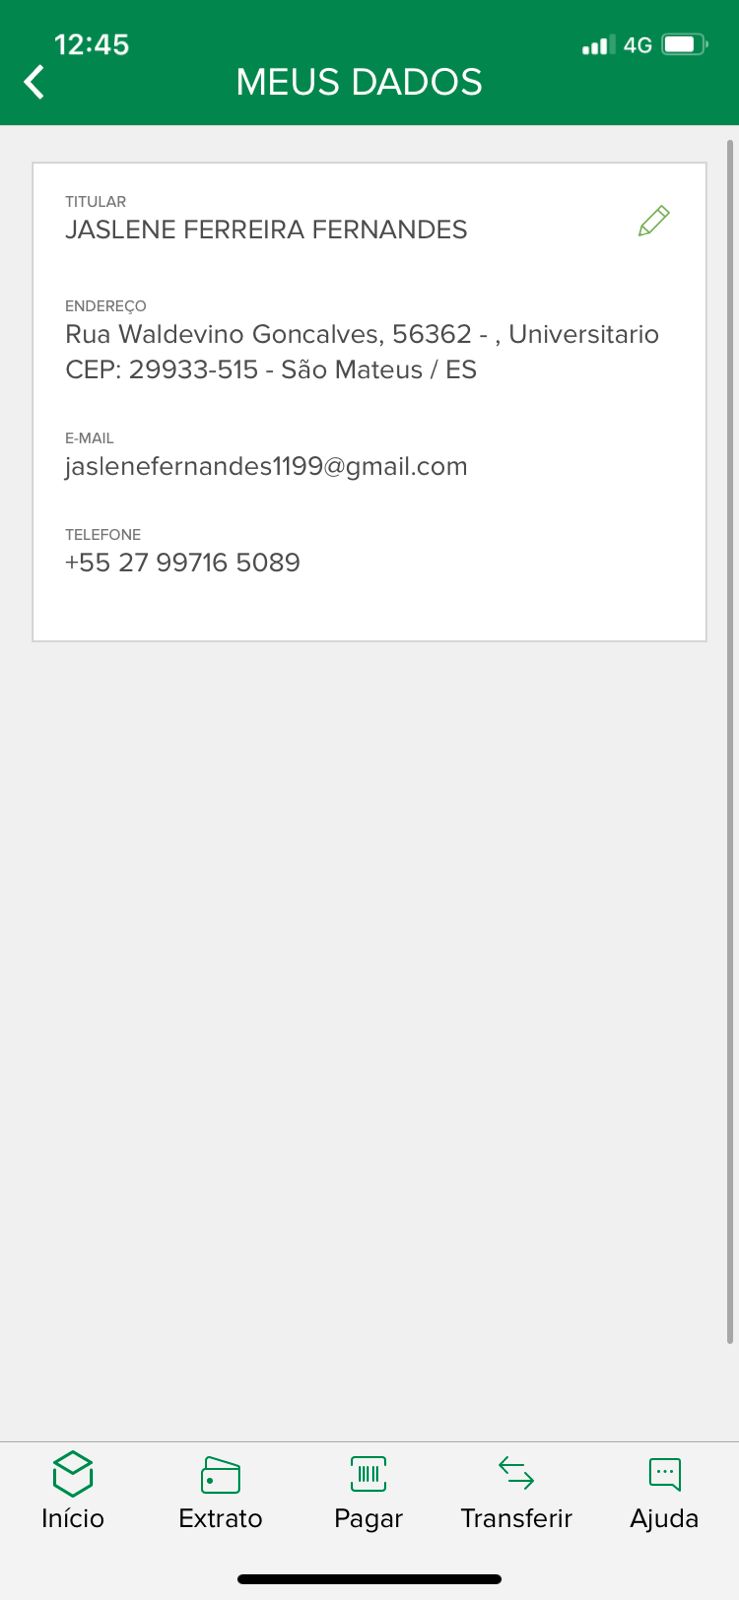 12:45
4G
MEUS DADOS
TITULAR
JASLENE FERREIRA FERNANDES
ENDEREÇO
Rua Waldevino Goncalves, 56362 - , Universitario
CEP: 29933-515 - São Mateus / ES
E-MAIL
jaslenefernandes1199@gmail.com
TELEFONE
+55 27 99716 5089
Início
Extrato
Pagar
Transferir
Ajuda